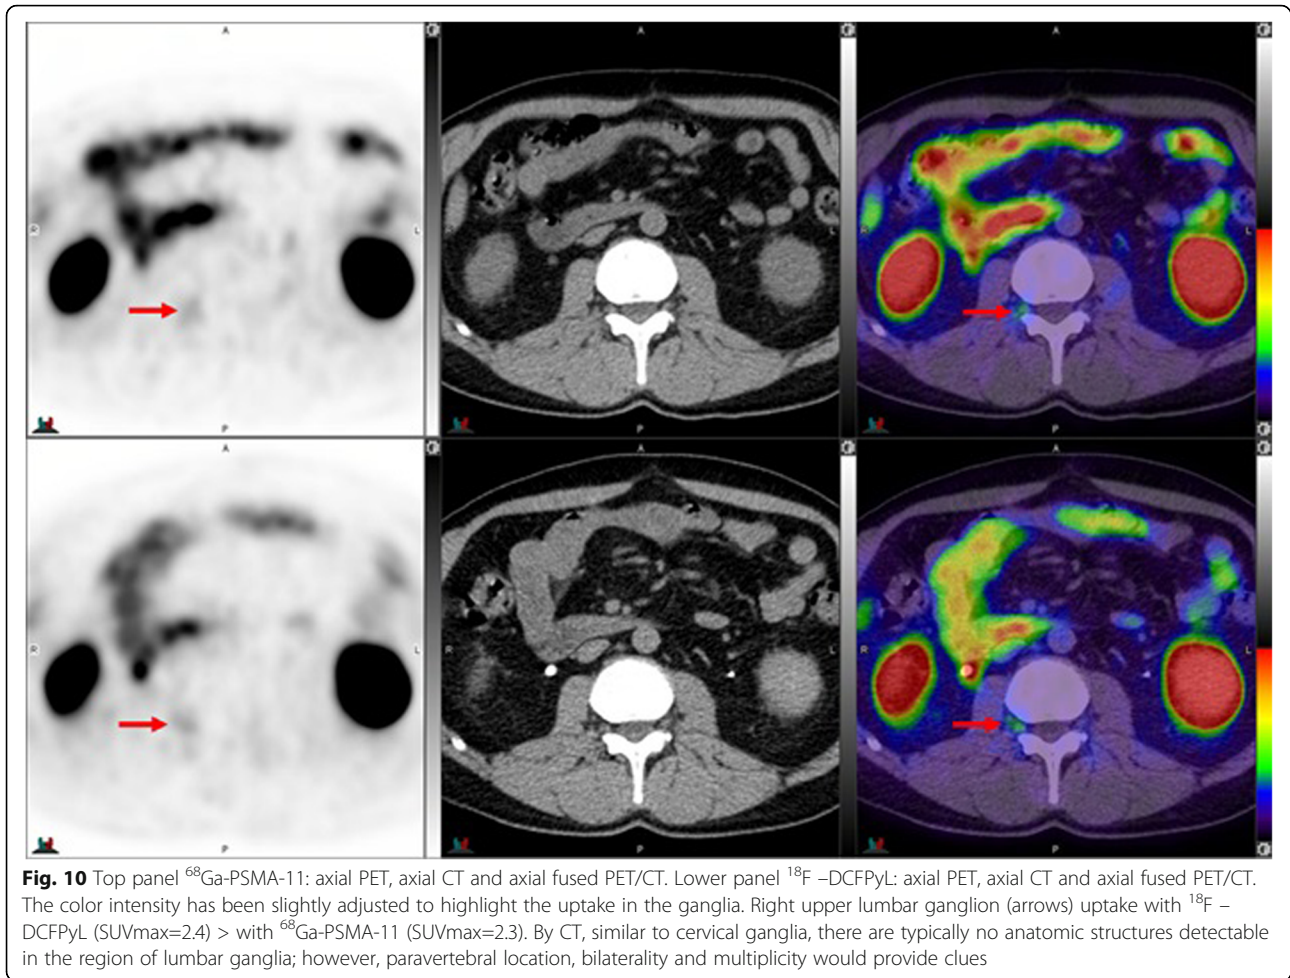 A
A
R
L
R
L
P
P
A
A
R
L
R
L
P
P
Fig. 10 Top panel ⁶⁸Ga-PSMA-11: axial PET, axial CT and axial fused PET/CT. Lower panel ¹⁸F –DCFPyL: axial PET, axial CT and axial fused PET/CT.
The color intensity has been slightly adjusted to highlight the uptake in the ganglia. Right upper lumbar ganglion (arrows) uptake with ¹⁸F –
DCFPyL (SUVmax=2.4) > with ⁶⁸Ga-PSMA-11 (SUVmax=2.3). By CT, similar to cervical ganglia, there are typically no anatomic structures detectable
in the region of lumbar ganglia; however, paravertebral location, bilaterality and multiplicity would provide clues